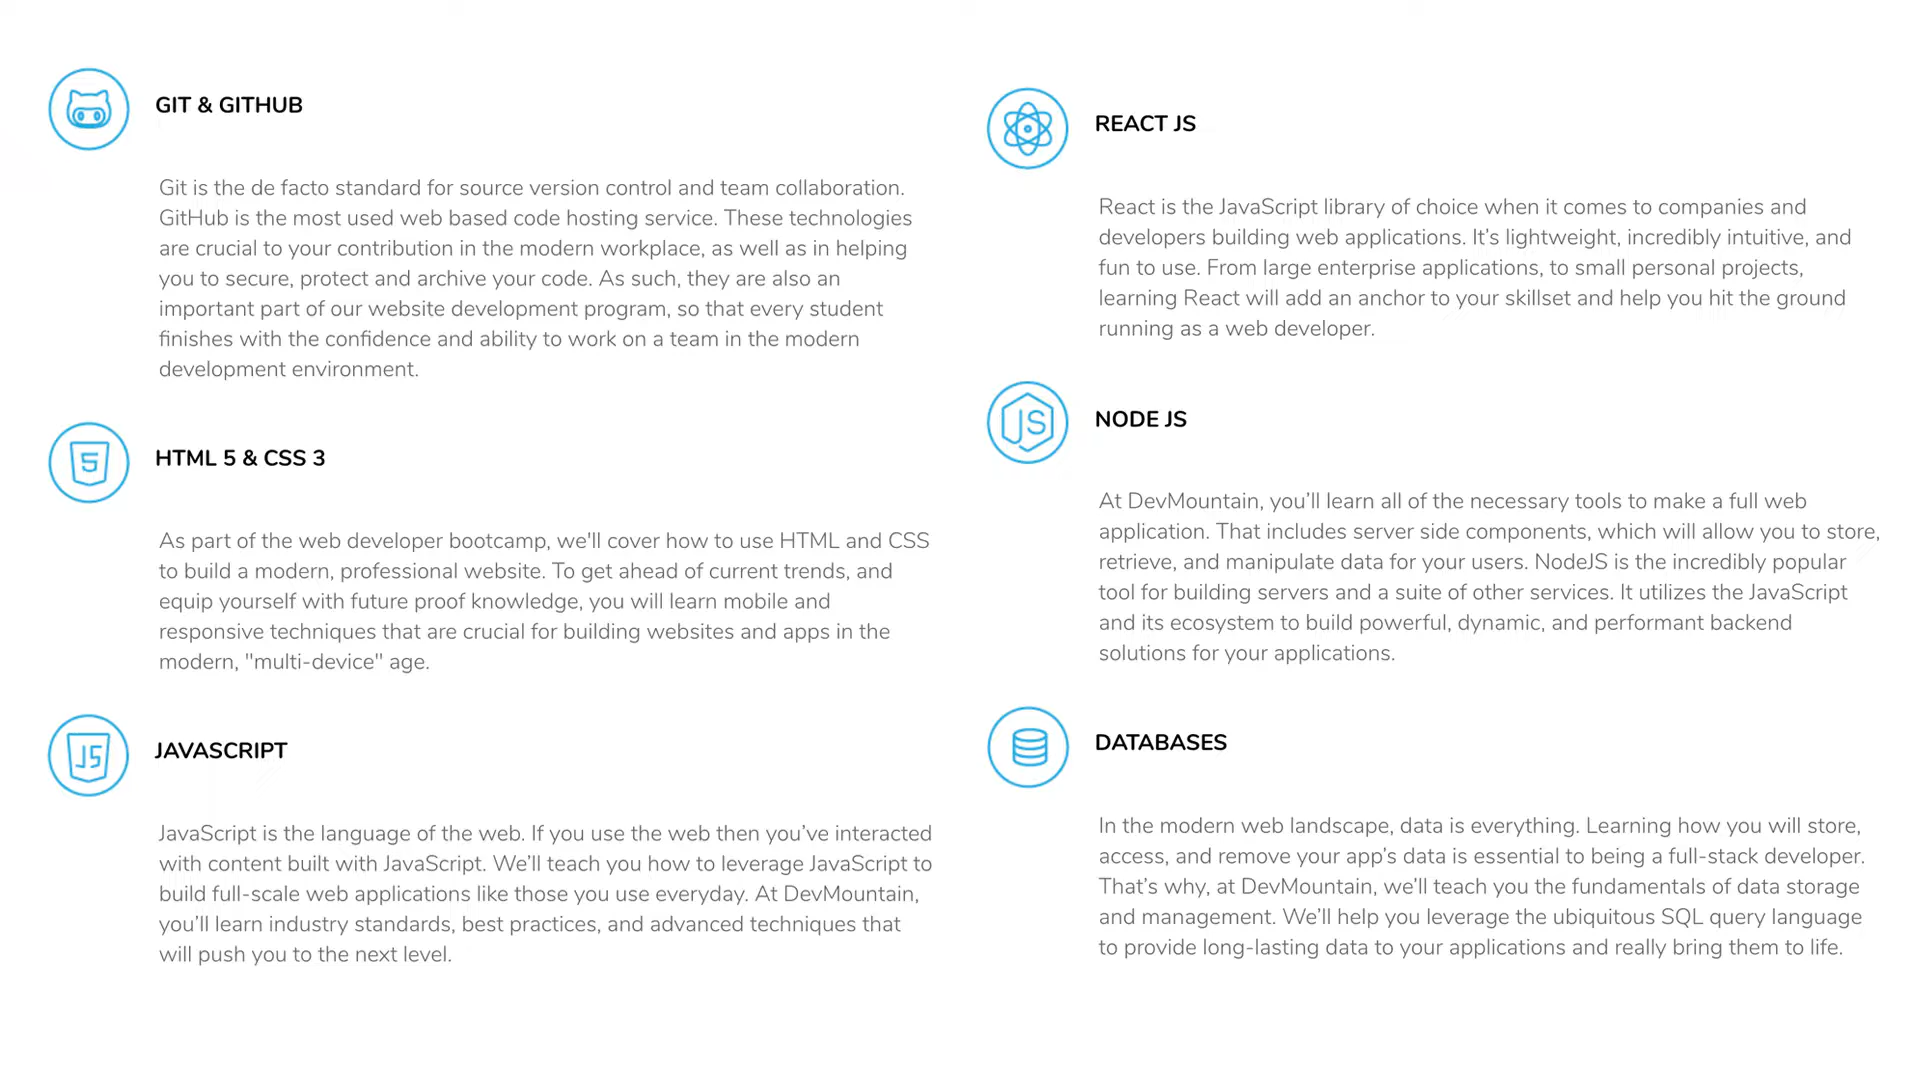 GIT & GITHUB
Git is the de facto standard for source version control and team collaboration.
GitHub is the most used web based code hosting service. These technologies
are crucial to your contribution in the modern workplace, as well as in helping
you to secure, protect and archive your code. As such, they are also an
important part of our website development program, so that every student
finishes with the confidence and ability to work on a team in the modern
development environment.
5
HTML 5 & CSS 3
As part of the web developer bootcamp, we'll cover how to use HTML and CSS
to build a modern, professional website. To get ahead of current trends, and
equip yourself with future proof knowledge, you will learn mobile and
responsive techniques that are crucial for building websites and apps in the
modern, "multi-device" age.
JS
JAVASCRIPT
JavaScript is the language of the web. If you use the web then you’ve interacted
with content built with JavaScript. We’ll teach you how to leverage JavaScript to
build full-scale web applications like those you use everyday. At DevMountain,
you’ll learn industry standards, best practices, and advanced techniques that
will push you to the next level.
REACT JS
React is the JavaScript library of choice when it comes to companies and
developers building web applications. It’s lightweight, incredibly intuitive, and
fun to use. From large enterprise applications, to small personal projects,
learning React will add an anchor to your skillset and help you hit the ground
running as a web developer.
JS
NODE JS
At DevMountain, you’ll learn all of the necessary tools to make a full web
application. That includes server side components, which will allow you to store,
retrieve, and manipulate data for your users. NodeJS is the incredibly popular
tool for building servers and a suite of other services. It utilizes the JavaScript
and its ecosystem to build powerful, dynamic, and performant backend
solutions for your applications.
DATABASES
In the modern web landscape, data is everything. Learning how you will store,
access, and remove your app’s data is essential to being a full-stack developer.
That’s why, at DevMountain, we’ll teach you the fundamentals of data storage
and management. We’ll help you leverage the ubiquitous SQL query language
to provide long-lasting data to your applications and really bring them to life.